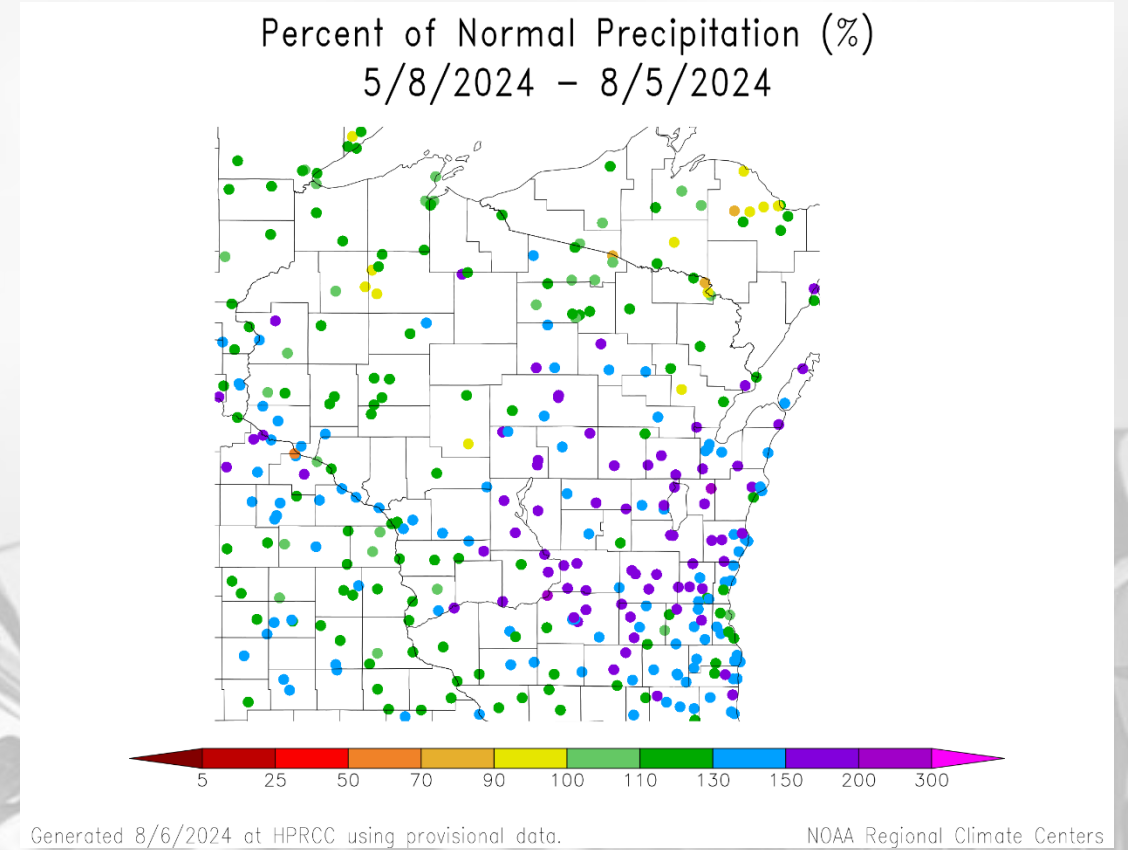 Percent of Normal Precipitation (%)
5/8/2024 – 8/5/2024
5 25 50 70 90 100 110 130 150 200 300
Generated 8/6/2024 at HPRCC using provisional data.
NOAA Regional Climate Centers